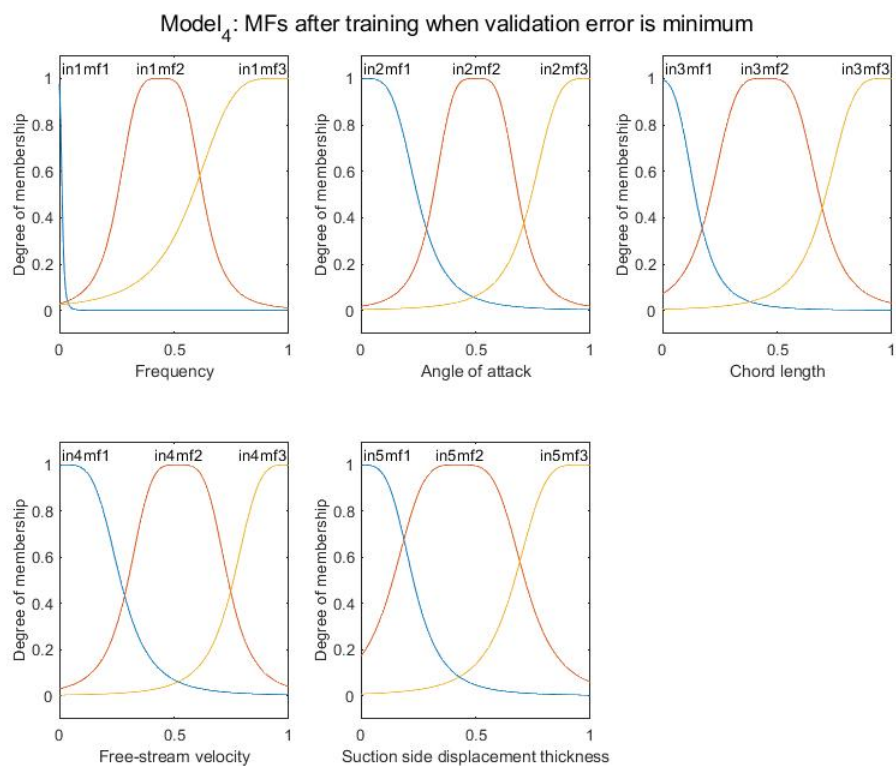 Model_4: MFs after training when validation error is minimum
in1mf1 in1mf2 in1mf3
1
0.8
0.6
0.4
0.2
0
Degree of membership
0 0.5 1
Frequency
in2mf1 in2mf2 in2mf3
1
0.8
0.6
0.4
0.2
0
Degree of membership
0 0.5 1
Angle of attack
in3mf1 in3mf2 in3mf3
1
0.8
0.6
0.4
0.2
0
Degree of membership
0 0.5 1
Chord length
in4mf1 in4mf2 in4mf3
1
0.8
0.6
0.4
0.2
0
Degree of membership
0 0.5 1
Free-stream velocity
in5mf1 in5mf2 in5mf3
1
0.8
0.6
0.4
0.2
0
Degree of membership
0 0.5 1
Suction side displacement thickness